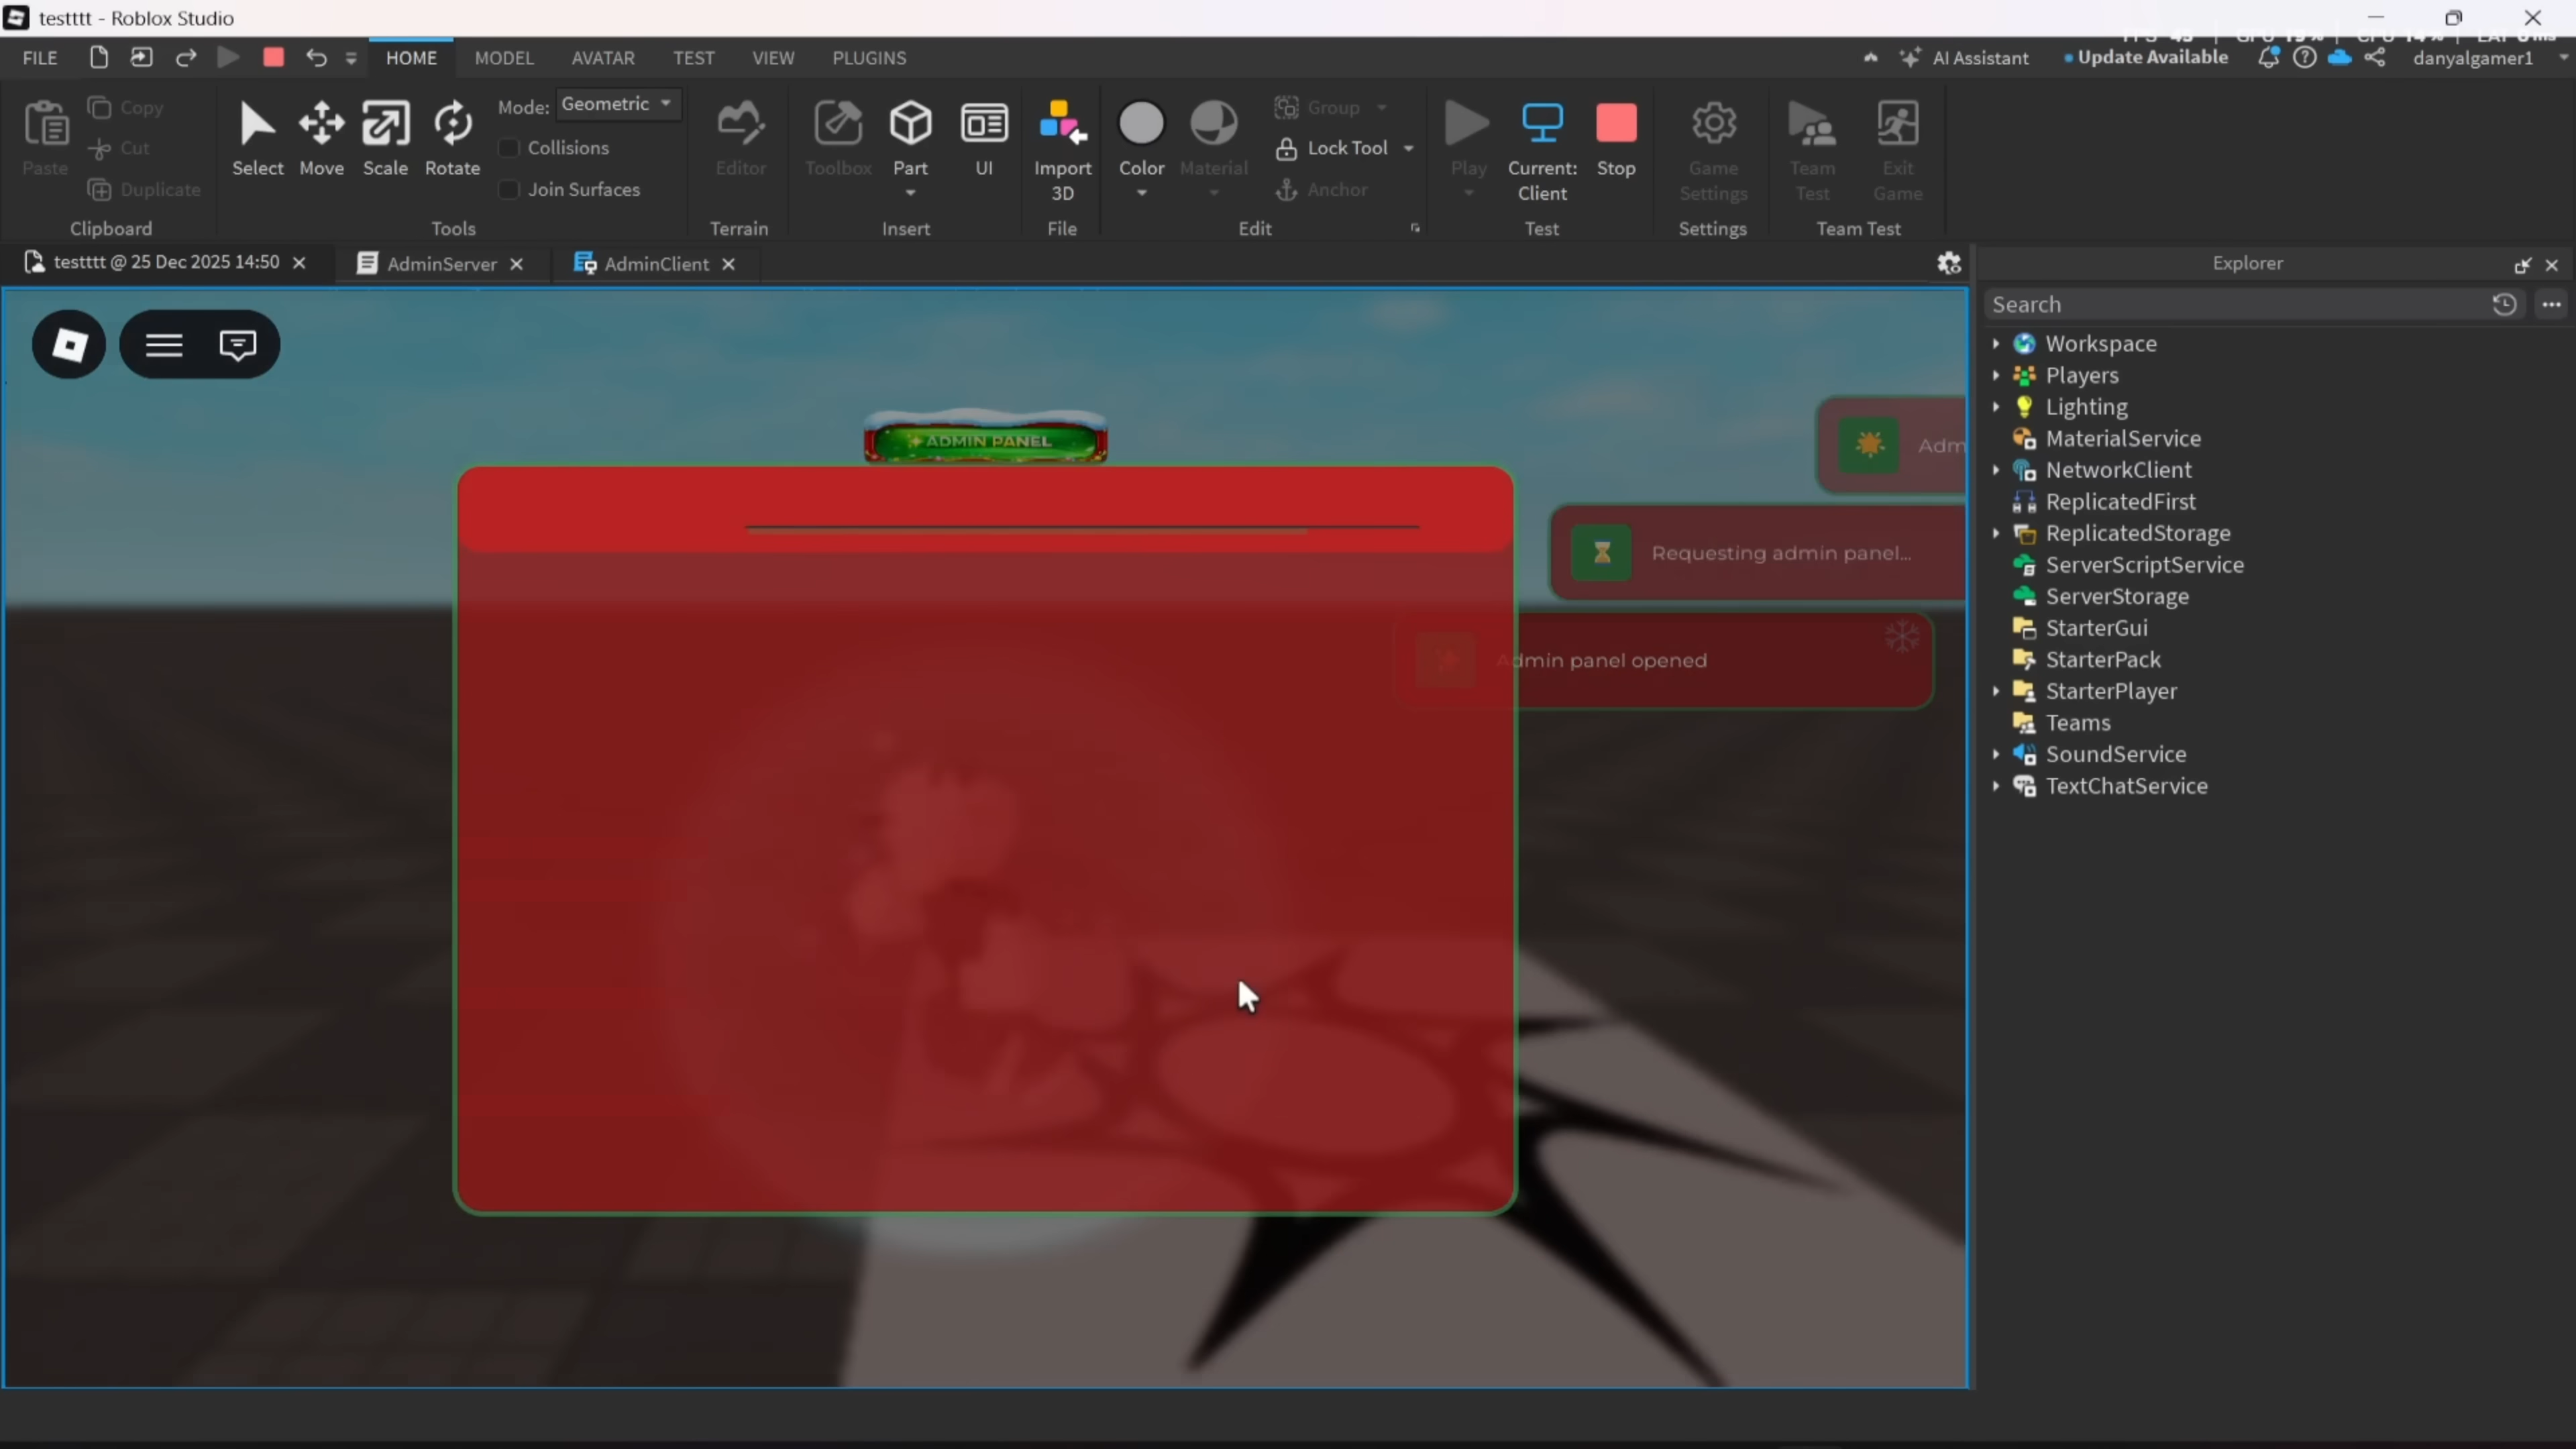 testttt - Roblox Studio
FILE
HOME
MODEL
AVATAR
TEST
VIEW
PLUGINS
AI Assistant
Update Available
danyalgamer1
Paste
Copy
Cut
Duplicate
Clipboard
Select
Move
Scale
Rotate
Mode: Geometric
Collisions
Join Surfaces
Tools
Editor
Terrain
Toolbox
Part
UI
Insert
Import
3D
File
Color
Material
Group
Lock Tool
Anchor
Edit
Play
Current:
Client
Stop
Test
Game
Settings
Settings
Team
Test
Exit
Game
Team Test
testttt @ 25 Dec 2025 14:50
AdminServer
AdminClient
ADMIN PANEL
Adm
Requesting admin panel...
Admin panel opened
Explorer
Search
Workspace
Players
Lighting
MaterialService
NetworkClient
ReplicatedFirst
ReplicatedStorage
ServerScriptService
ServerStorage
StarterGui
StarterPack
StarterPlayer
Teams
SoundService
TextChatService